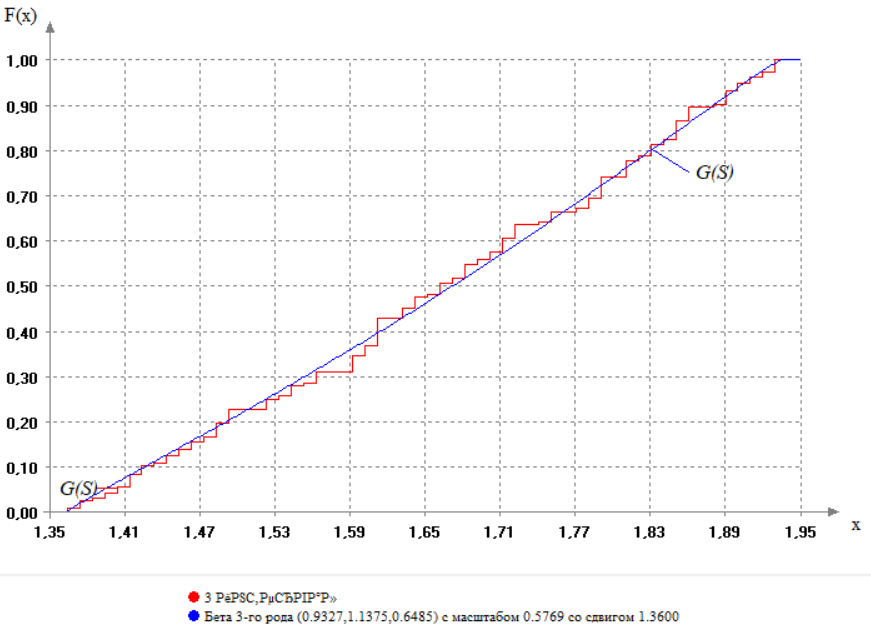 F(x)
1,00
0,90
0,80
G(S)
0,70
0,60
0,50
0,40
0,30
0,20
0,10
G(S)
0,00
1,35 1,41 1,47 1,53 1,59 1,65 1,71 1,77 1,83 1,89 1,95 x
3 РєРЅС‚РµСЂРІР°Р»
Бета 3-го рода (0.9327,1.1375,0.6485) с масштабом 0.5769 со сдвигом 1.3600